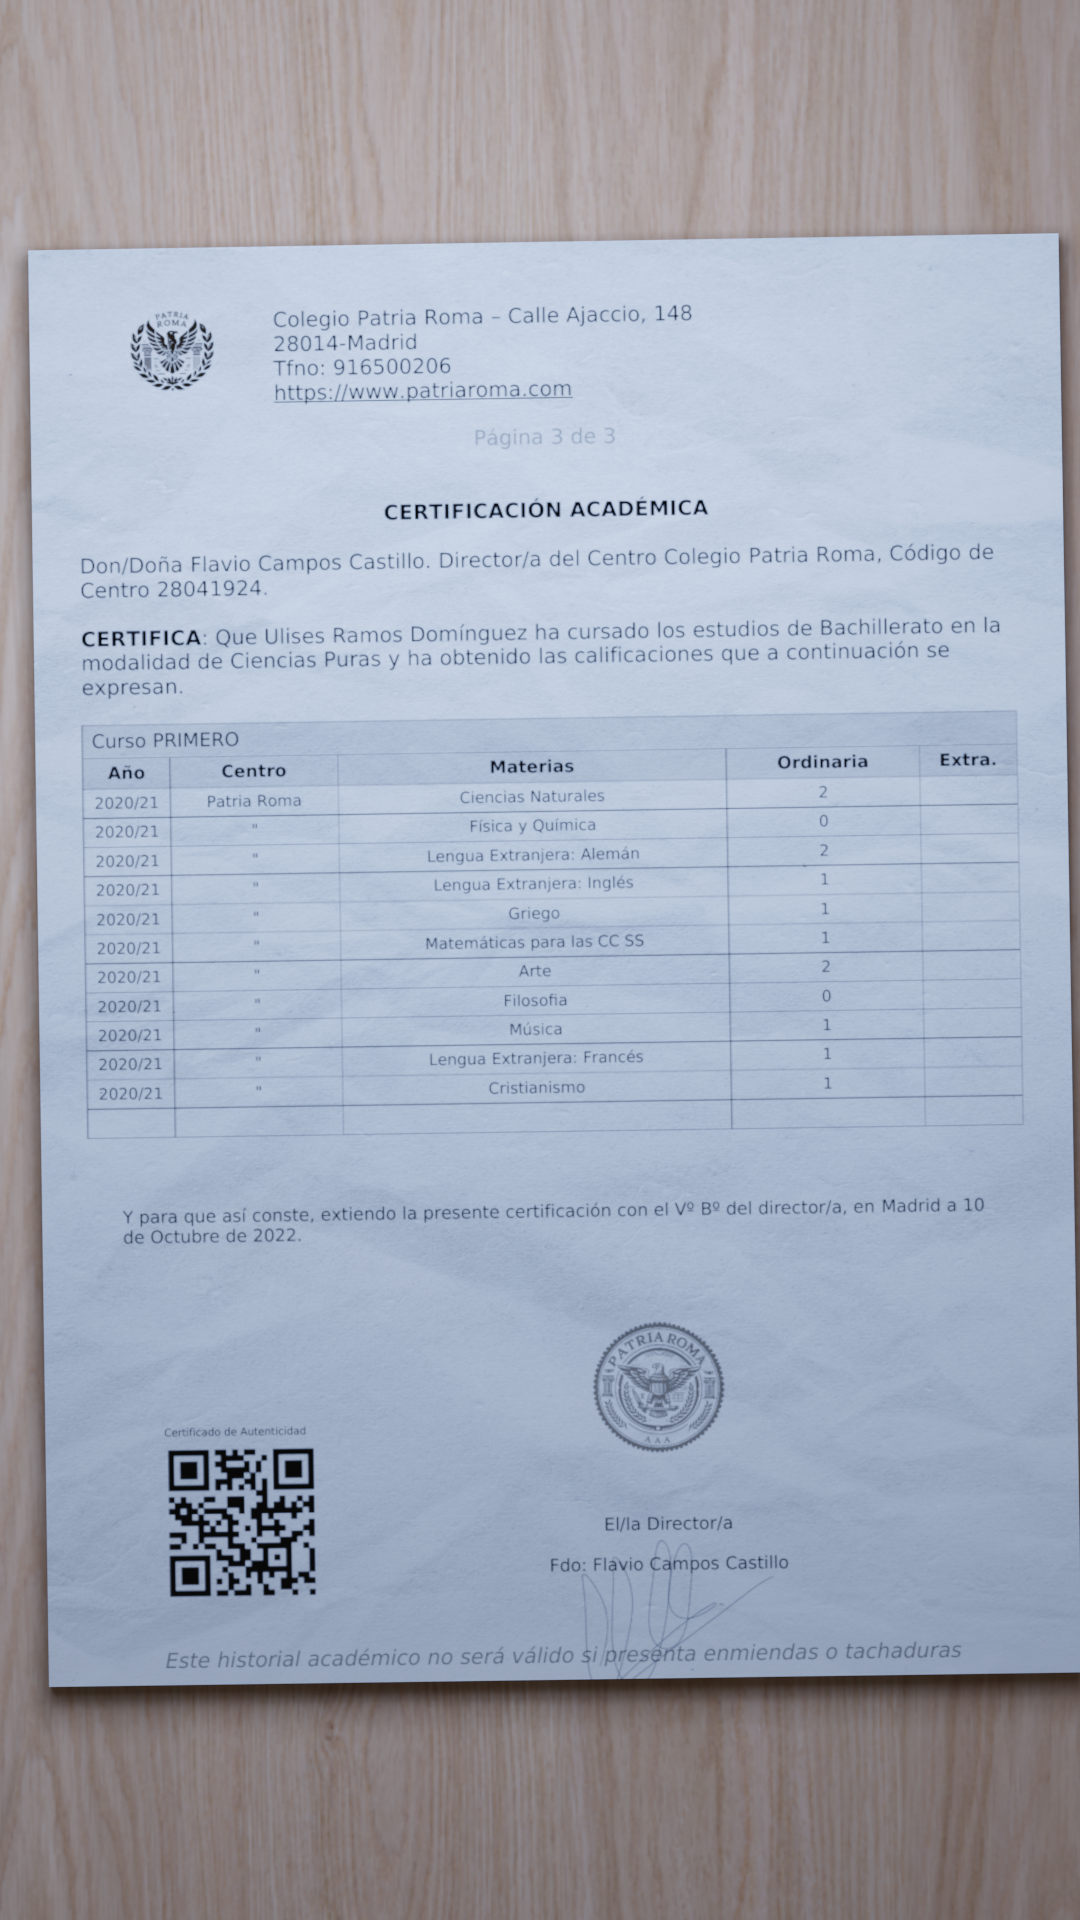 PATRIA
ROMA
Colegio Patria Roma – Calle Ajaccio, 148
28014-Madrid
Tfno: 916500206
https://www.patriaroma.com
Página 3 de 3
CERTIFICACIÓN ACADÉMICA
Don/Doña Flavio Campos Castillo. Director/a del Centro Colegio Patria Roma, Código de
Centro 28041924.
CERTIFICA: Que Ulises Ramos Domínguez ha cursado los estudios de Bachillerato en la
modalidad de Ciencias Puras y ha obtenido las calificaciones que a continuación se
expresan.
Curso PRIMERO
Año Centro Materias Ordinaria Extra.
2020/21 Patria Roma Ciencias Naturales 2
2020/21 " Física y Química 0
2020/21 " Lengua Extranjera: Alemán 2
2020/21 " Lengua Extranjera: Inglés 1
2020/21 " Griego 1
2020/21 " Matemáticas para las CC SS 1
2020/21 " Arte 2
2020/21 " Filosofia 0
2020/21 " Música 1
2020/21 " Lengua Extranjera: Francés 1
2020/21 " Cristianismo 1
Y para que así conste, extiendo la presente certificación con el Vº Bº del director/a, en Madrid a 10
de Octubre de 2022.
PATRIA ROMA
AAA
Certificado de Autenticidad
El/la Director/a
Fdo: Flavio Campos Castillo
Este historial académico no será válido si presenta enmiendas o tachaduras